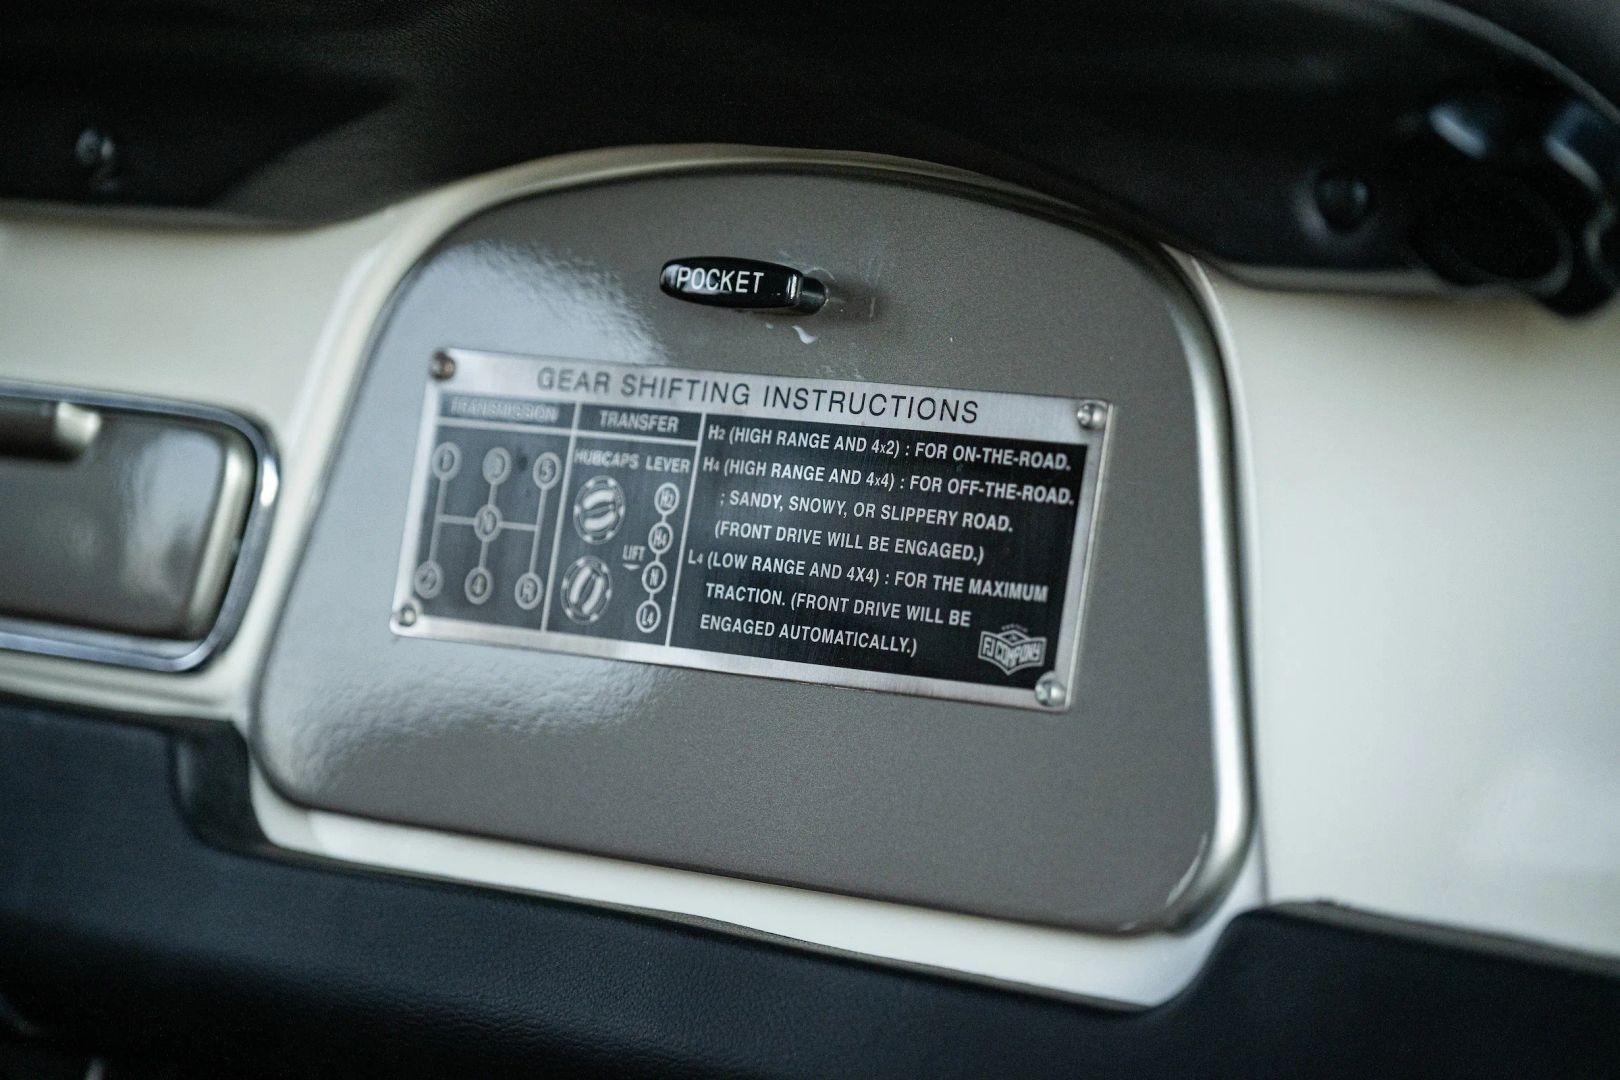 POCKET
GEAR SHIFTING INSTRUCTIONS
TRANSMISSION
TRANSFER
HUBCAPS LEVER
1 3 5
N
2 4 R
LIFT
H2
H4
N
L4
H2 (HIGH RANGE AND 4x2) : FOR ON-THE-ROAD.
H4 (HIGH RANGE AND 4x4) : FOR OFF-THE-ROAD.
; SANDY, SNOWY, OR SLIPPERY ROAD.
(FRONT DRIVE WILL BE ENGAGED.)
L4 (LOW RANGE AND 4X4) : FOR THE MAXIMUM
TRACTION. (FRONT DRIVE WILL BE
ENGAGED AUTOMATICALLY.)
FJ COMPANY